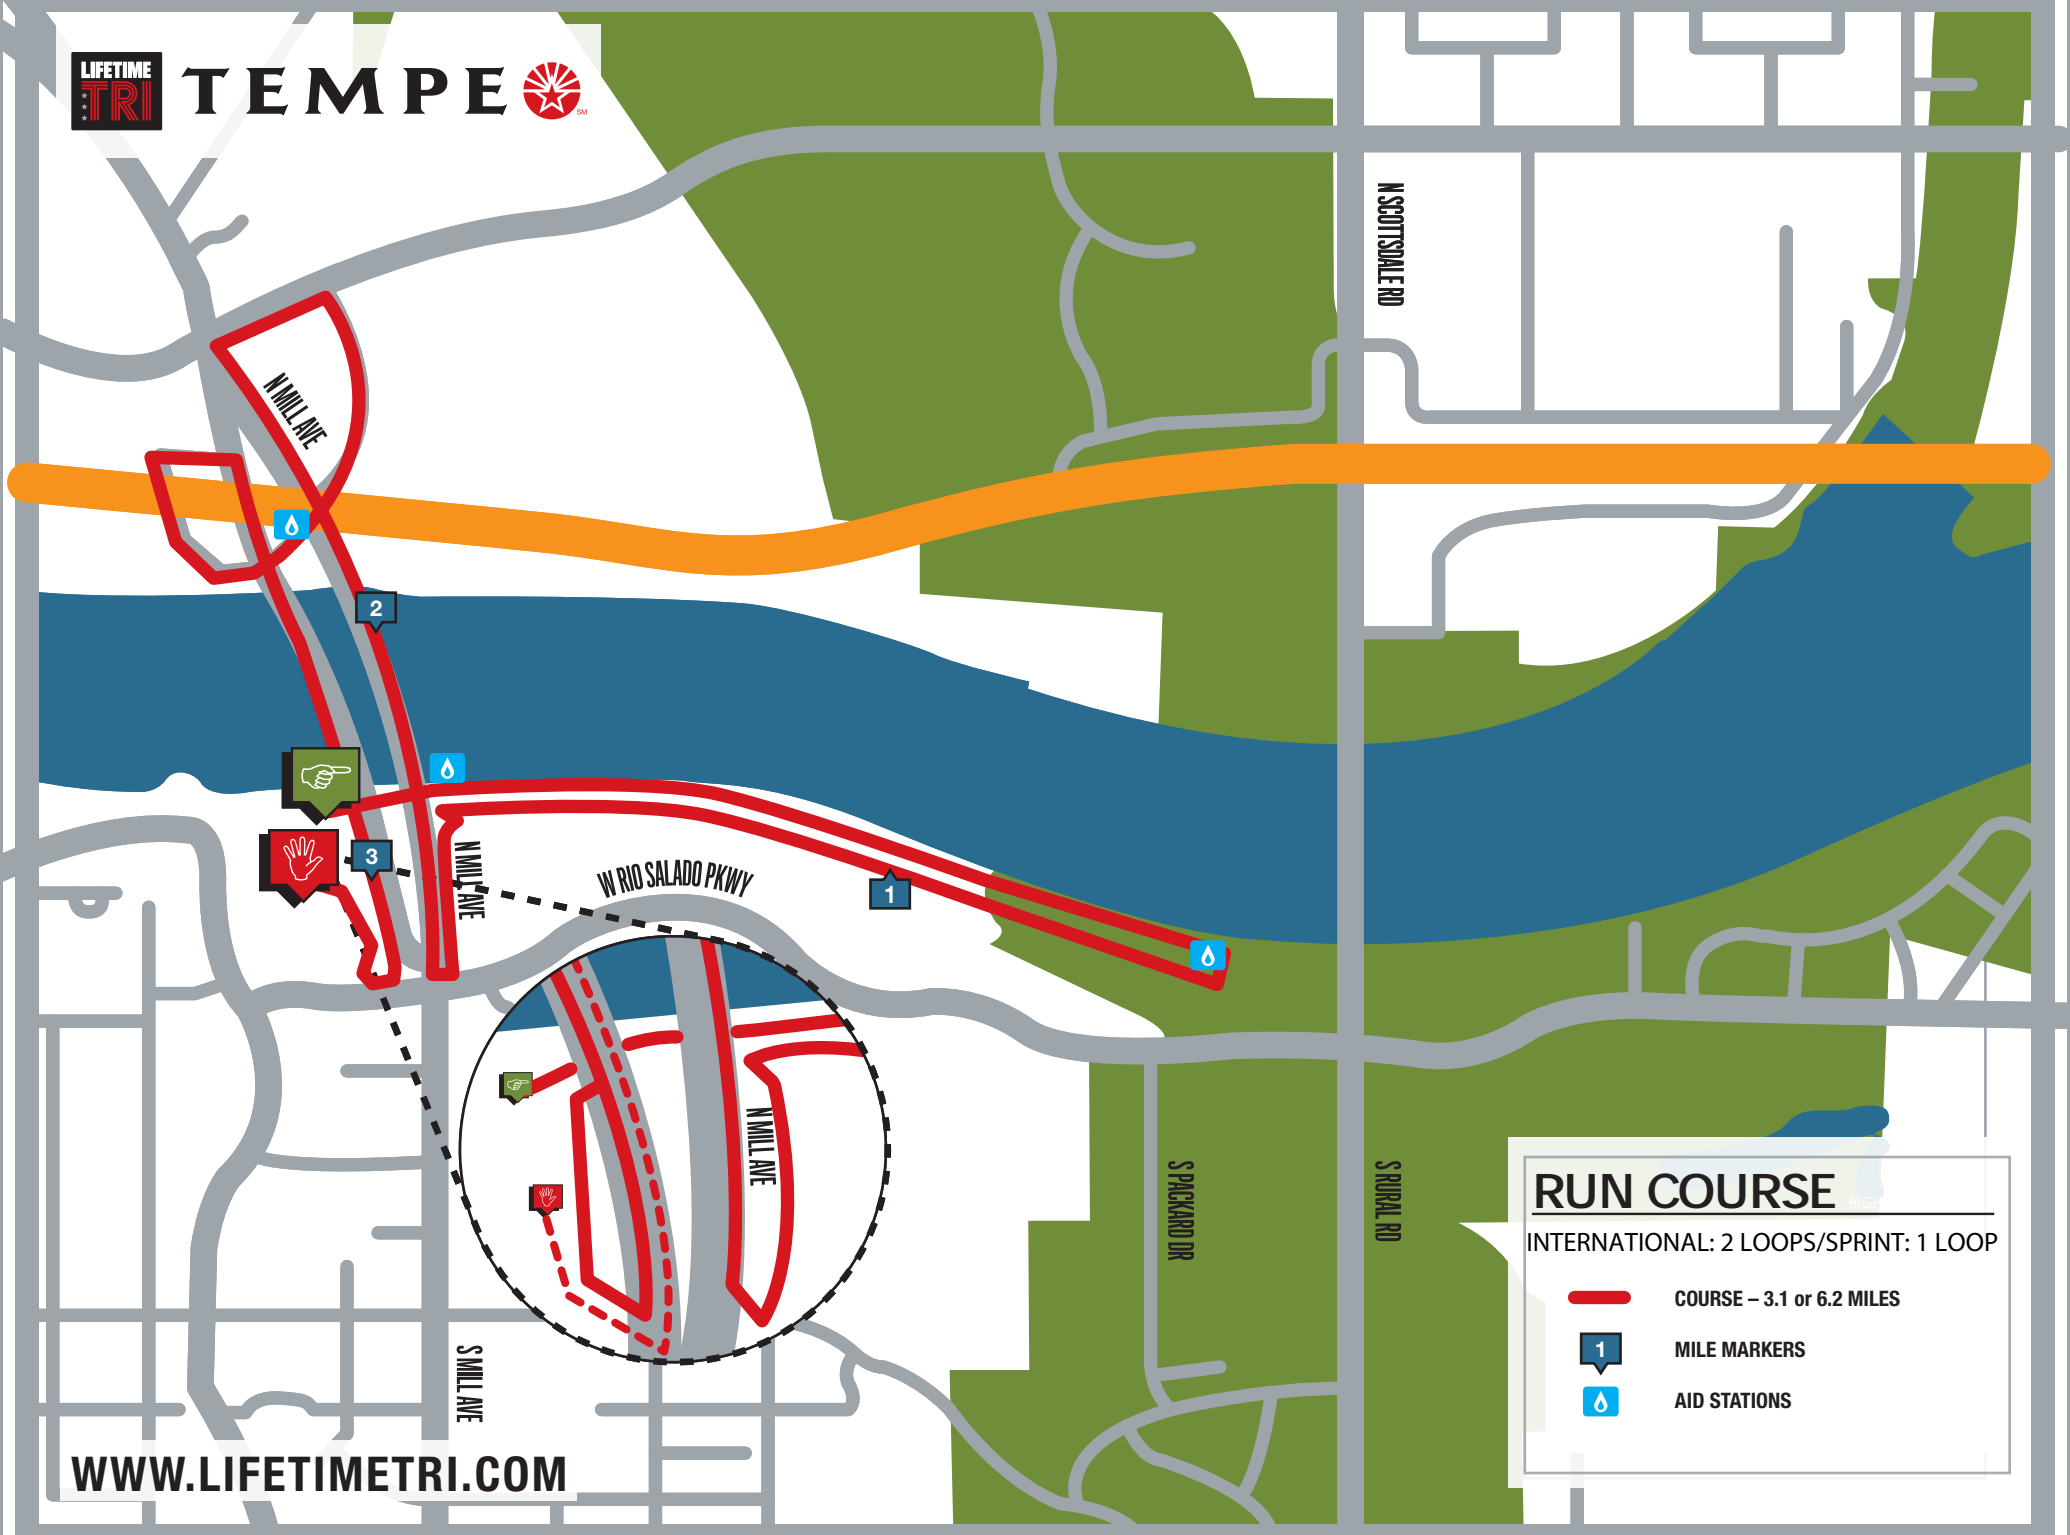 LIFETIME
TRI
TEMPE
SM
N SCOTTSDALE RD
N MILL AVE
2
3
N MILL AVE
W RIO SALADO PKWY
1
N MILL AVE
S PACKARD DR
S RURAL RD
S MILL AVE
RUN COURSE
RIGH
INTERNATIONAL: 2 LOOPS/SPRINT: 1 LOOP
COURSE – 3.1 or 6.2 MILES
1
MILE MARKERS
AID STATIONS
WWW.LIFETIMETRI.COM